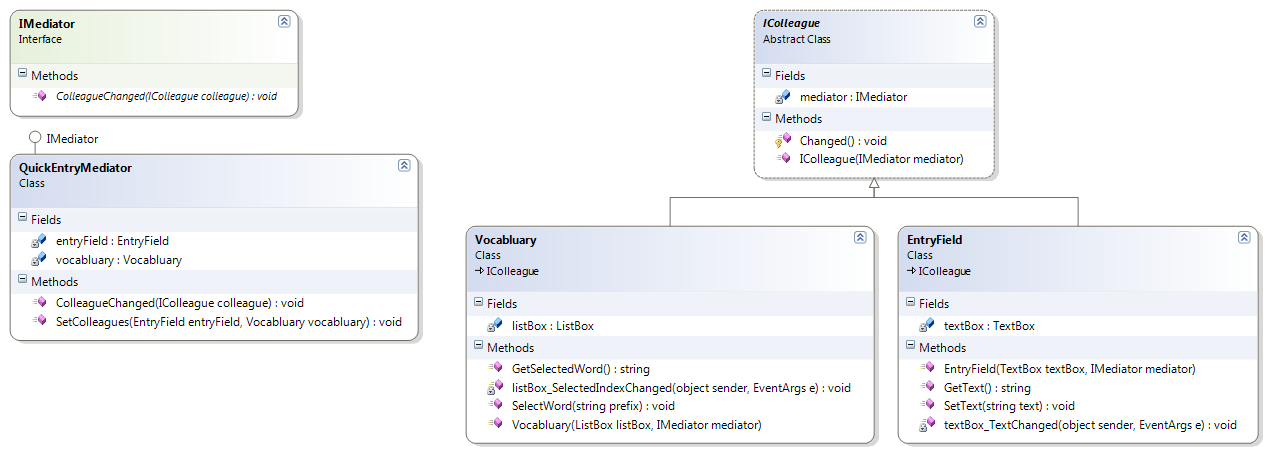 IMediator
Interface
Methods
ColleagueChanged(IColleague colleague) : void
IMediator
QuickEntryMediator
Class
Fields
entryField : EntryField
vocabluary : Vocabluary
Methods
ColleagueChanged(IColleague colleague) : void
SetColleagues(EntryField entryField, Vocabluary vocabluary) : void
IColleague
Abstract Class
Fields
mediator : IMediator
Methods
Changed() : void
IColleague(IMediator mediator)
Vocabluary
Class
IColleague
Fields
listBox : ListBox
Methods
GetSelectedWord() : string
listBox_SelectedIndexChanged(object sender, EventArgs e) : void
SelectWord(string prefix) : void
Vocabluary(ListBox listBox, IMediator mediator)
EntryField
Class
IColleague
Fields
textBox : TextBox
Methods
EntryField(TextBox textBox, IMediator mediator)
GetText() : string
SetText(string text) : void
textBox_TextChanged(object sender, EventArgs e) : void